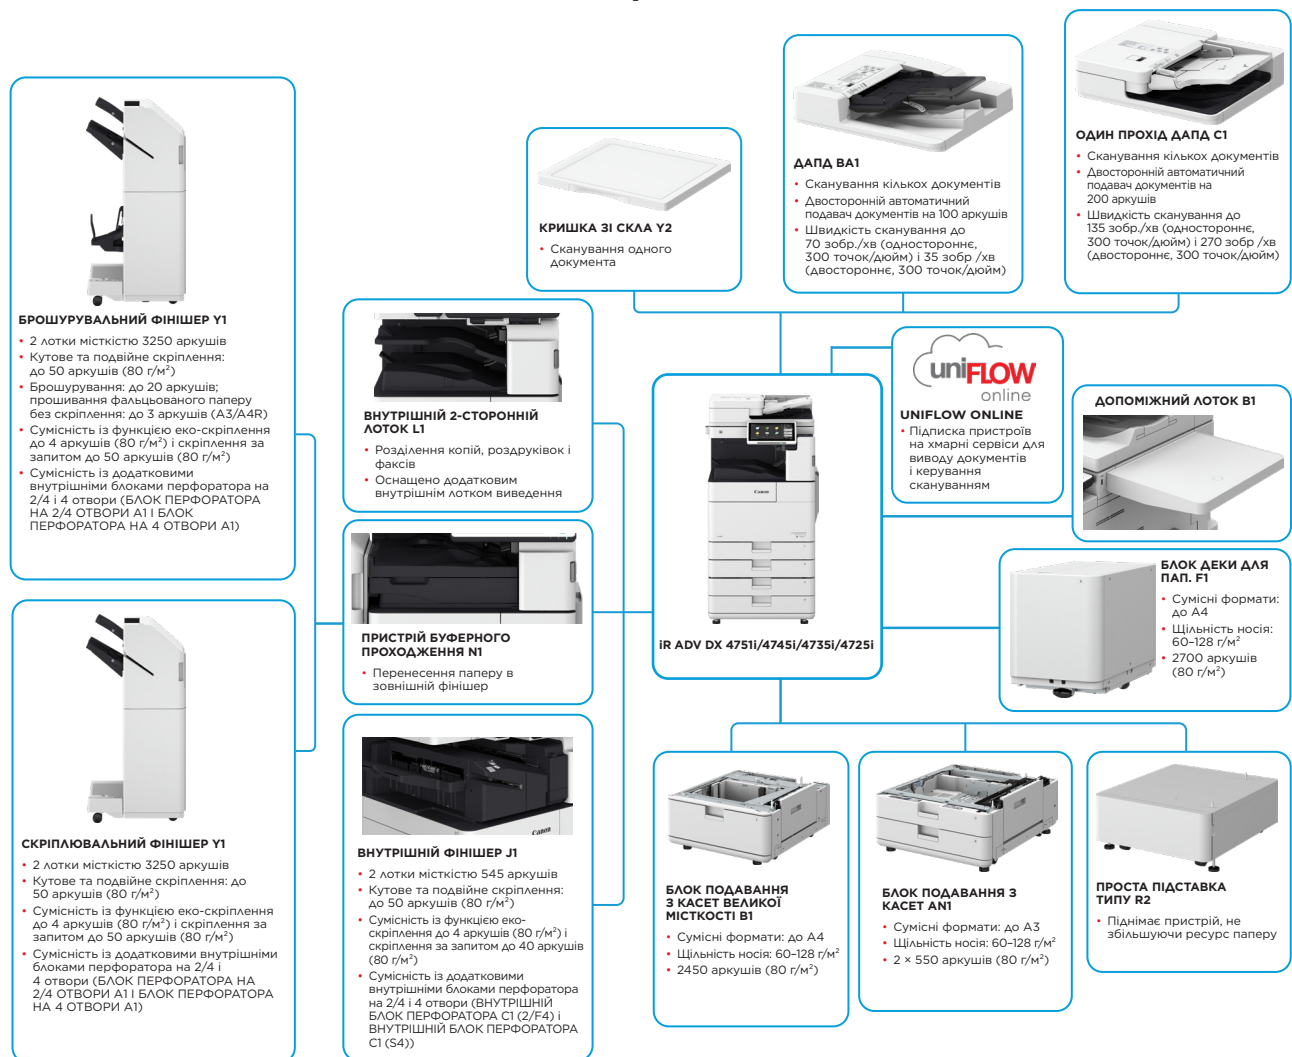 БРОШУРУВАЛЬНИЙ ФІНІШЕР Y1
• 2 лотки місткістю 3250 аркушів
• Кутове та подвійне скріплення:
до 50 аркушів (80 г/м²)
• Брошурування: до 20 аркушів;
прошивання фальцьованого паперу
без скріплення: до 3 аркушів (A3/A4R)
• Сумісність із функцією еко-скріплення
до 4 аркушів (80 г/м²) і скріплення за
запитом до 50 аркушів (80 г/м²)
• Сумісність із додатковими
внутрішніми блоками перфоратора на
2/4 і 4 отвори (БЛОК ПЕРФОРАТОРА
НА 2/4 ОТВОРИ A1 І БЛОК
ПЕРФОРАТОРА НА 4 ОТВОРИ A1)
СКРІПЛЮВАЛЬНИЙ ФІНІШЕР Y1
• 2 лотки місткістю 3250 аркушів
• Кутове та подвійне скріплення: до
50 аркушів (80 г/м²)
• Сумісність із функцією еко-скріплення
до 4 аркушів (80 г/м²) і скріплення за
запитом до 50 аркушів (80 г/м²)
• Сумісність із додатковими внутрішніми
блоками перфоратора на 2/4 і
4 отвори (БЛОК ПЕРФОРАТОРА НА
2/4 ОТВОРИ A1 І БЛОК ПЕРФОРАТОРА
НА 4 ОТВОРИ A1)
ВНУТРІШНІЙ 2-СТОРОННІЙ
ЛОТОК L1
• Розділення копій, роздруківок і
факсів
• Оснащено додатковим
внутрішнім лотком виведення
ПРИСТРІЙ БУФЕРНОГО
ПРОХОДЖЕННЯ N1
• Перенесення паперу в
зовнішній фінішер
Canon
ВНУТРІШНІЙ ФІНІШЕР J1
• 2 лотки місткістю 545 аркушів
• Кутове та подвійне скріплення:
до 50 аркушів (80 г/м²)
• Сумісність із функцією еко-
скріплення до 4 аркушів (80 г/м²) і
скріплення за запитом до 40 аркушів
(80 г/м²)
• Сумісність із додатковими
внутрішніми блоками перфоратора
на 2/4 і 4 отвори (ВНУТРІШНІЙ
БЛОК ПЕРФОРАТОРА C1 (2/F4) і
ВНУТРІШНІЙ БЛОК ПЕРФОРАТОРА
C1 (S4))
КРИШКА ЗІ СКЛА Y2
• Сканування одного
документа
ДАПД BA1
• Сканування кількох документів
• Двосторонній автоматичний
подавач документів на 100 аркушів
• Швидкість сканування до
70 зобр./хв (одностороннє,
300 точок/дюйм) і 35 зобр /хв
(двостороннє, 300 точок/дюйм)
ОДИН ПРОХІД ДАПД C1
• Сканування кількох документів
• Двосторонній автоматичний
подавач документів на
200 аркушів
• Швидкість сканування до
135 зобр./хв (одностороннє,
300 точок/дюйм) і 270 зобр /хв
(двостороннє, 300 точок/дюйм)
Canon
iR ADV DX 4751i/4745i/4735i/4725i
uniFLOW
online
UNIFLOW ONLINE
• Підписка пристроїв
на хмарні сервіси для
виводу документів
і керування
скануванням
ДОПОМІЖНИЙ ЛОТОК B1
БЛОК ДЕКИ ДЛЯ
ПАП. F1
• Сумісні формати:
до A4
• Щільність носія:
60–128 г/м²
• 2700 аркушів
(80 г/м²)
БЛОК ПОДАВАННЯ
З КАСЕТ ВЕЛИКОЇ
МІСТКОСТІ B1
• Сумісні формати: до A4
• Щільність носія: 60–128 г/м²
• 2450 аркушів (80 г/м²)
БЛОК ПОДАВАННЯ З
КАСЕТ AN1
• Сумісні формати: до A3
• Щільність носія: 60–128 г/м²
• 2 × 550 аркушів (80 г/м²)
ПРОСТА ПІДСТАВКА
ТИПУ R2
• Піднімає пристрій, не
збільшуючи ресурс паперу